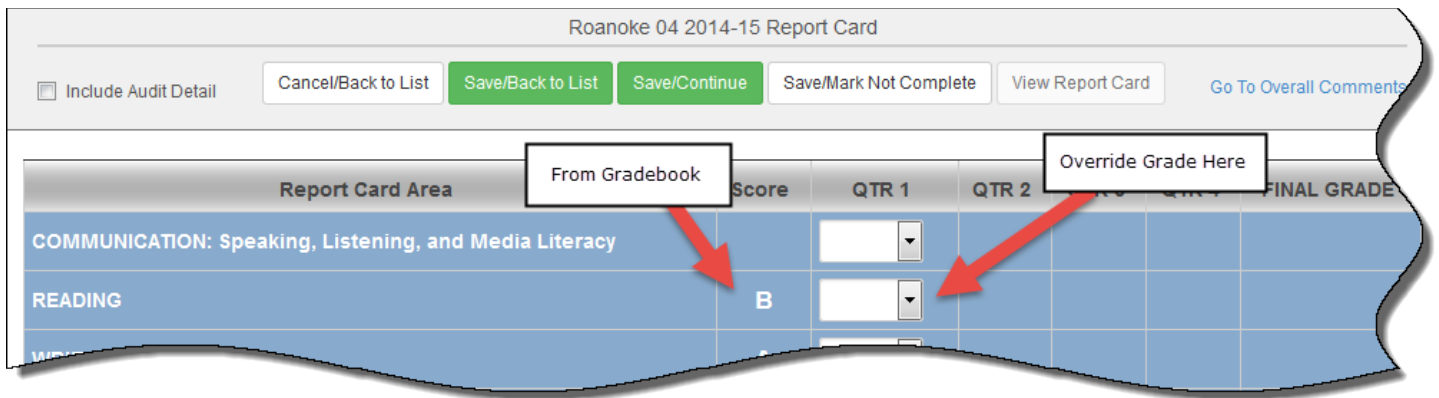 Roanoke 04 2014-15 Report Card
Include Audit Detail Cancel/Back to List Save/Back to List Save/Continue Save/Mark Not Complete View Report Card Go To Overall Comments
From Gradebook Override Grade Here
Report Card Area Score QTR 1 QTR 2 FINAL GRADE
COMMUNICATION: Speaking, Listening, and Media Literacy
READING B